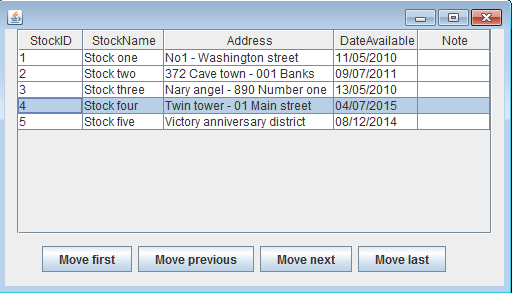 StockID StockName Address DateAvailable Note
1 Stock one No1 - Washington street 11/05/2010
2 Stock two 372 Cave town - 001 Banks 09/07/2011
3 Stock three Nary angel - 890 Number one 13/05/2010
4 Stock four Twin tower - 01 Main street 04/07/2015
5 Stock five Victory anniversary district 08/12/2014
Move first Move previous Move next Move last